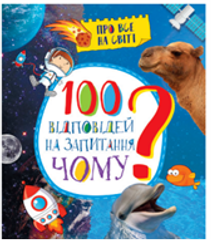 ПРО ВСЕ
НА СВІТІ
100
ВІДПОВІДЕЙ
НА ЗАПИТАННЯ
ЧОМУ?